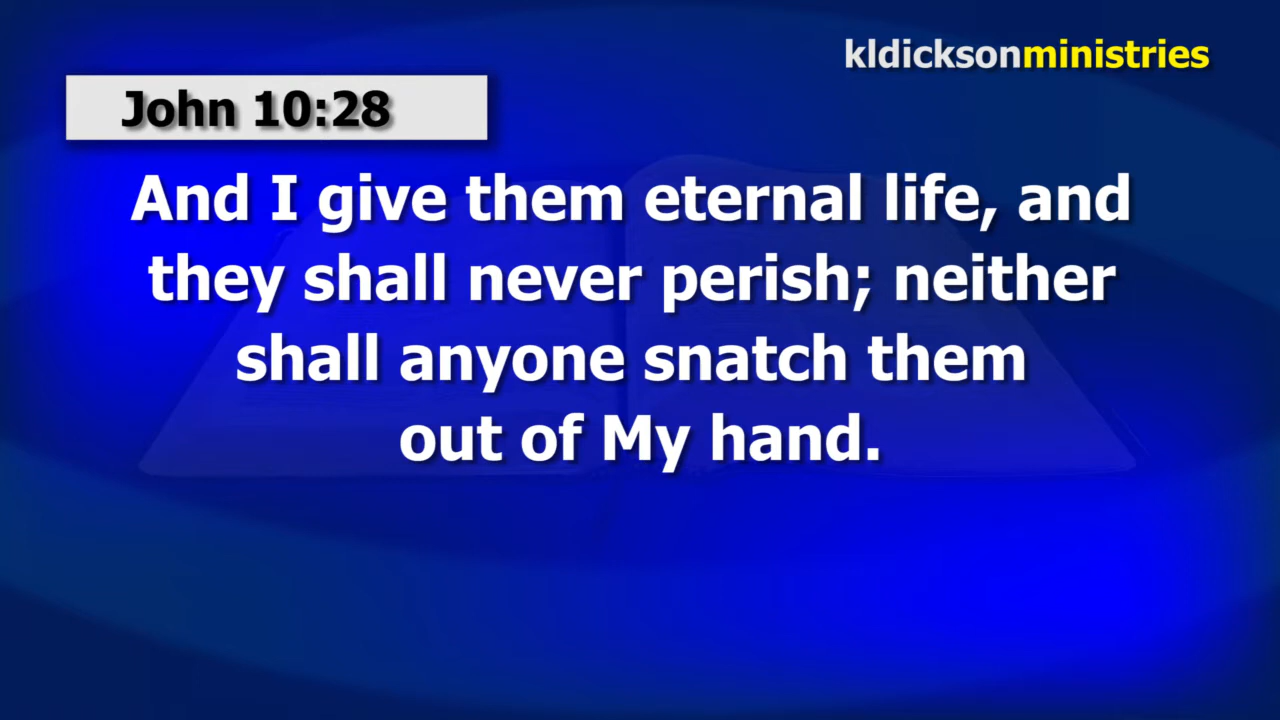 kldicksonministries
John 10:28
And I give them eternal life, and
they shall never perish; neither
shall anyone snatch them
out of My hand.